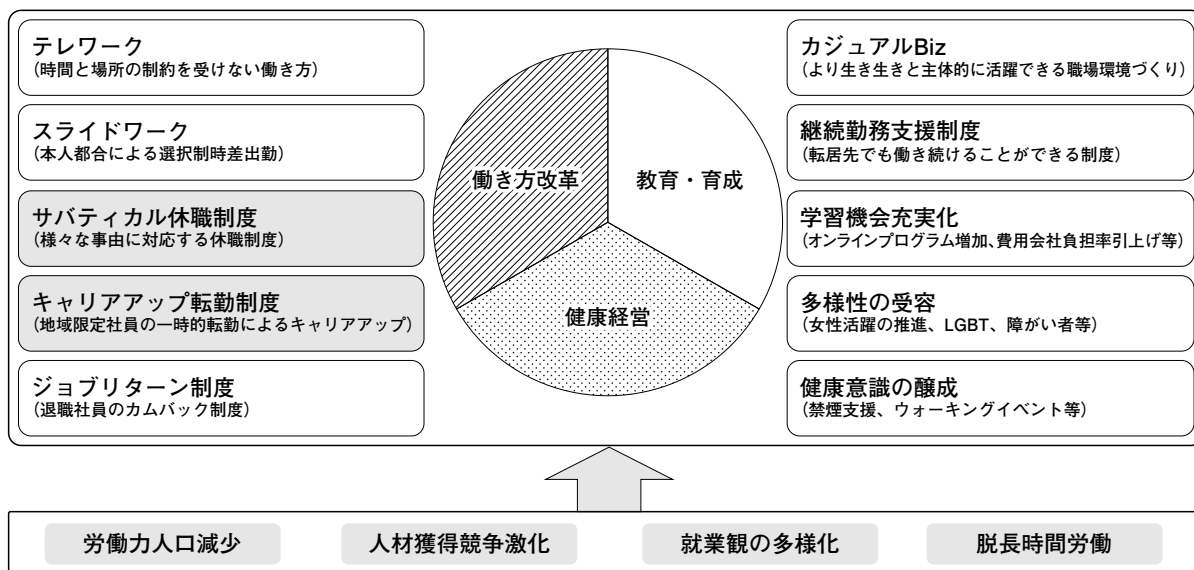 テレワーク
(時間と場所の制約を受けない働き方)
スライドワーク
(本人都合による選択制時差出勤)
サバティカル休職制度
(様々な事由に対応する休職制度)
キャリアアップ転勤制度
(地域限定社員の一時的転勤によるキャリアアップ)
ジョブリターン制度
(退職社員のカムバック制度)
働き方改革
教育・育成
健康経営
カジュアルBiz
(より生き生きと主体的に活躍できる職場環境づくり)
継続勤務支援制度
(転居先でも働き続けることができる制度)
学習機会充実化
(オンラインプログラム増加、費用会社負担率引上げ等)
多様性の受容
(女性活躍の推進、LGBT、障がい者等)
健康意識の醸成
(禁煙支援、ウォーキングイベント等)
労働力人口減少
人材獲得競争激化
就業観の多様化
脱長時間労働